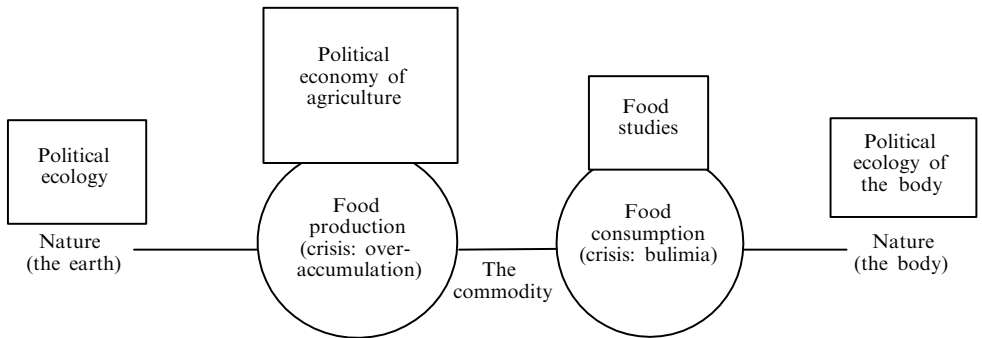 Political
ecology
Nature
(the earth)
Political
economy of
agriculture
Food
production
(crisis: over-
accumulation)
The
commodity
Food
studies
Food
consumption
(crisis: bulimia)
Political
ecology of
the body
Nature
(the body)